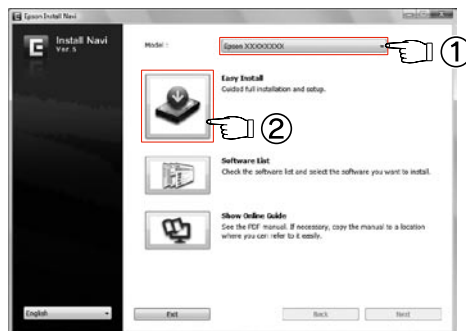 Epson Install Navi
E
Install Navi
Ver.5
Model :
Epson XXXXXXXXX
1
Easy Install
Guided full installation and setup.
2
Software List
Check the software list and select the software you want to install.
Show Online Guide
See the PDF manual. If necessary, copy the manual to a location
where you can refer to it easily.
English
Exit
Back
Next